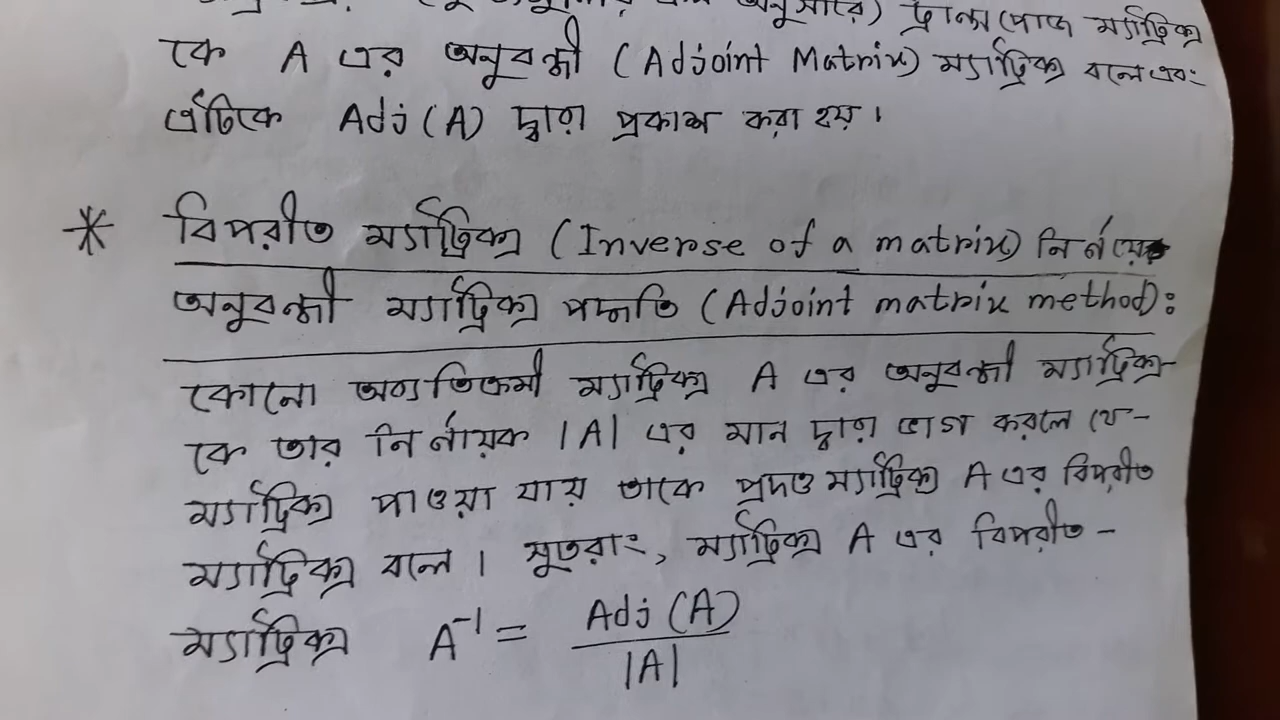 অনুসারে) ট্রান্সপোজ ম্যাট্রিক্স
কে A এর অনুবন্ধী (Adjoint Matrix) ম্যাট্রিক্স বলে এবং
এটিকে Adj(A) দ্বারা প্রকাশ করা হয়।
* বিপরীত ম্যাট্রিক্স (Inverse of a matrix) নির্ণয়ের
অনুবন্ধী ম্যাট্রিক্স পদ্ধতি (Adjoint matrix method):
কোনো অব্যতিক্রমী ম্যাট্রিক্স A এর অনুবন্ধী ম্যাট্রিক্স-
কে তার নির্ণায়ক |A| এর মান দ্বারা ভাগ করলে যে-
ম্যাট্রিক্স পাওয়া যায় তাকে প্রদত্ত ম্যাট্রিক্স A এর বিপরীত
ম্যাট্রিক্স বলে। সুতরাং, ম্যাট্রিক্স A এর বিপরীত -
ম্যাট্রিক্স A⁻¹ = Adj(A) / |A|